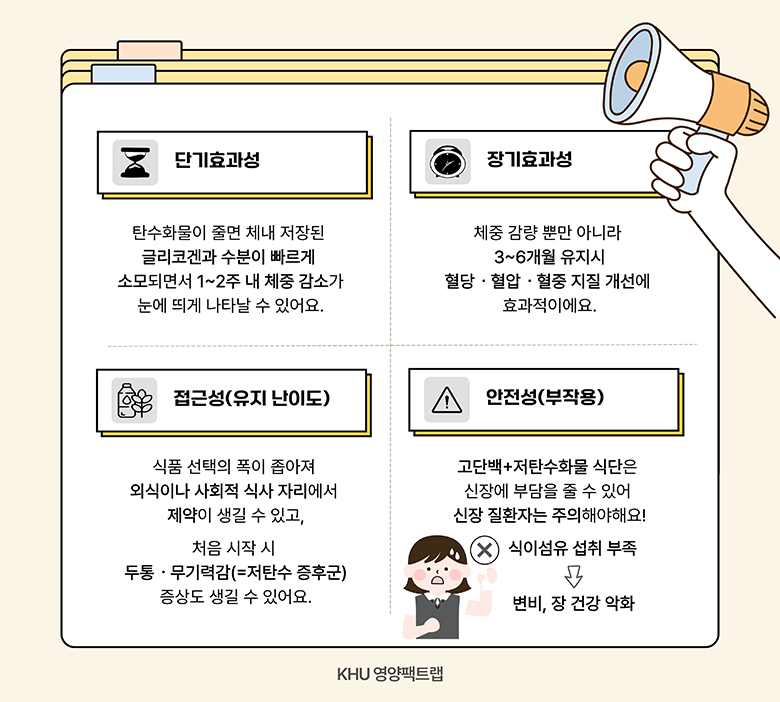 단기효과성
탄수화물이 줄면 체내 저장된
글리코겐과 수분이 빠르게
소모되면서 1~2주 내 체중 감소가
눈에 띄게 나타날 수 있어요.
장기효과성
체중 감량 뿐만 아니라
3~6개월 유지시
혈당·혈압·혈중 지질 개선에
효과적이에요.
접근성(유지 난이도)
식품 선택의 폭이 좁아져
외식이나 사회적 식사 자리에서
제약이 생길 수 있고,
처음 시작 시
두통·무기력감(=저탄수 증후군)
증상도 생길 수 있어요.
안전성(부작용)
고단백+저탄수화물 식단은
신장에 부담을 줄 수 있어
신장 질환자는 주의해야해요!
식이섬유 섭취 부족
변비, 장 건강 악화
KHU 영양팩트랩